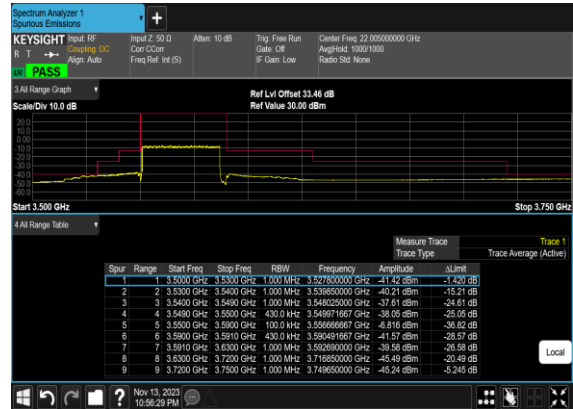 Spectrum Analyzer 1
Spurious Emissions
KEYSIGHT Input: RF Input Z: 50 Ω Atten: 10 dB Trig: Free Run Center Freq: 22.005000000 GHz
R T Coupling: DC Corr CCorr Gate: Off Avg|Hold: 1000/1000
Align: Auto Freq Ref: Int (S) IF Gain: Low Radio Std: None
LW PASS
3 All Range Graph
Ref Lvl Offset 33.46 dB
Scale/Div 10.0 dB Ref Value 30.00 dBm
20.0
10.0
0.00
-10.0
-20.0
-30.0
-40.0
-50.0
-60.0
Start 3.500 GHz Stop 3.750 GHz
4 All Range Table
Measure Trace Trace 1
Trace Type Trace Average (Active)
Spur Range Start Freq Stop Freq RBW Frequency Amplitude ΔLimit
1 1 3.5000 GHz 3.5300 GHz 1.000 MHz 3.527800000 GHz -41.42 dBm -1.420 dB
2 2 3.5300 GHz 3.5400 GHz 1.000 MHz 3.539850000 GHz -40.21 dBm -15.21 dB
3 3 3.5400 GHz 3.5490 GHz 1.000 MHz 3.548025000 GHz -37.61 dBm -24.61 dB
4 4 3.5490 GHz 3.5500 GHz 430.0 kHz 3.549971667 GHz -38.05 dBm -25.05 dB
5 5 3.5500 GHz 3.5900 GHz 100.0 kHz 3.556666667 GHz -6.816 dBm -36.82 dB
6 6 3.5900 GHz 3.5910 GHz 430.0 kHz 3.590491667 GHz -41.57 dBm -28.57 dB
7 7 3.5910 GHz 3.6300 GHz 1.000 MHz 3.592690000 GHz -39.58 dBm -26.58 dB
8 8 3.6300 GHz 3.7200 GHz 1.000 MHz 3.716850000 GHz -45.49 dBm -20.49 dB
9 9 3.7200 GHz 3.7500 GHz 1.000 MHz 3.749650000 GHz -45.24 dBm -5.245 dB
Local
Nov 13, 2023
10:56:29 PM